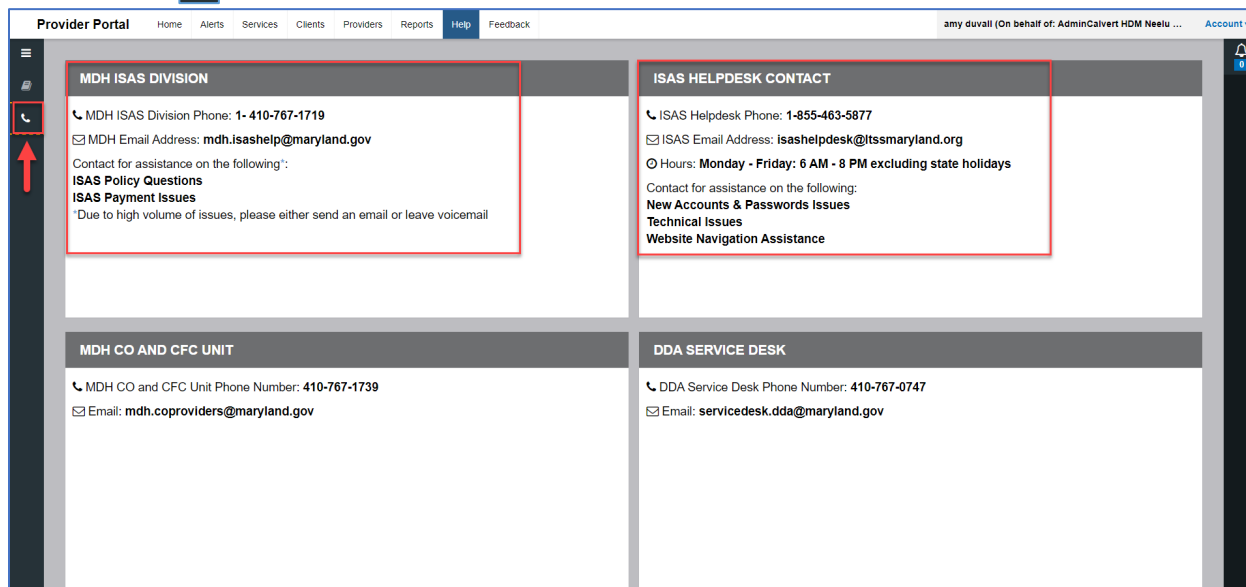 Provider Portal Home Alerts Services Clients Providers Reports Help Feedback amy duvall (On behalf of: AdminCalvert HDM Neelu ... Account
0
MDH ISAS DIVISION
MDH ISAS Division Phone: 1- 410-767-1719
MDH Email Address: mdh.isashelp@maryland.gov
Contact for assistance on the following*:
ISAS Policy Questions
ISAS Payment Issues
*Due to high volume of issues, please either send an email or leave voicemail
ISAS HELPDESK CONTACT
ISAS Helpdesk Phone: 1-855-463-5877
ISAS Email Address: isashelpdesk@ltssmaryland.org
Hours: Monday - Friday: 6 AM - 8 PM excluding state holidays
Contact for assistance on the following:
New Accounts & Passwords Issues
Technical Issues
Website Navigation Assistance
MDH CO AND CFC UNIT
MDH CO and CFC Unit Phone Number: 410-767-1739
Email: mdh.coproviders@maryland.gov
DDA SERVICE DESK
DDA Service Desk Phone Number: 410-767-0747
Email: servicedesk.dda@maryland.gov